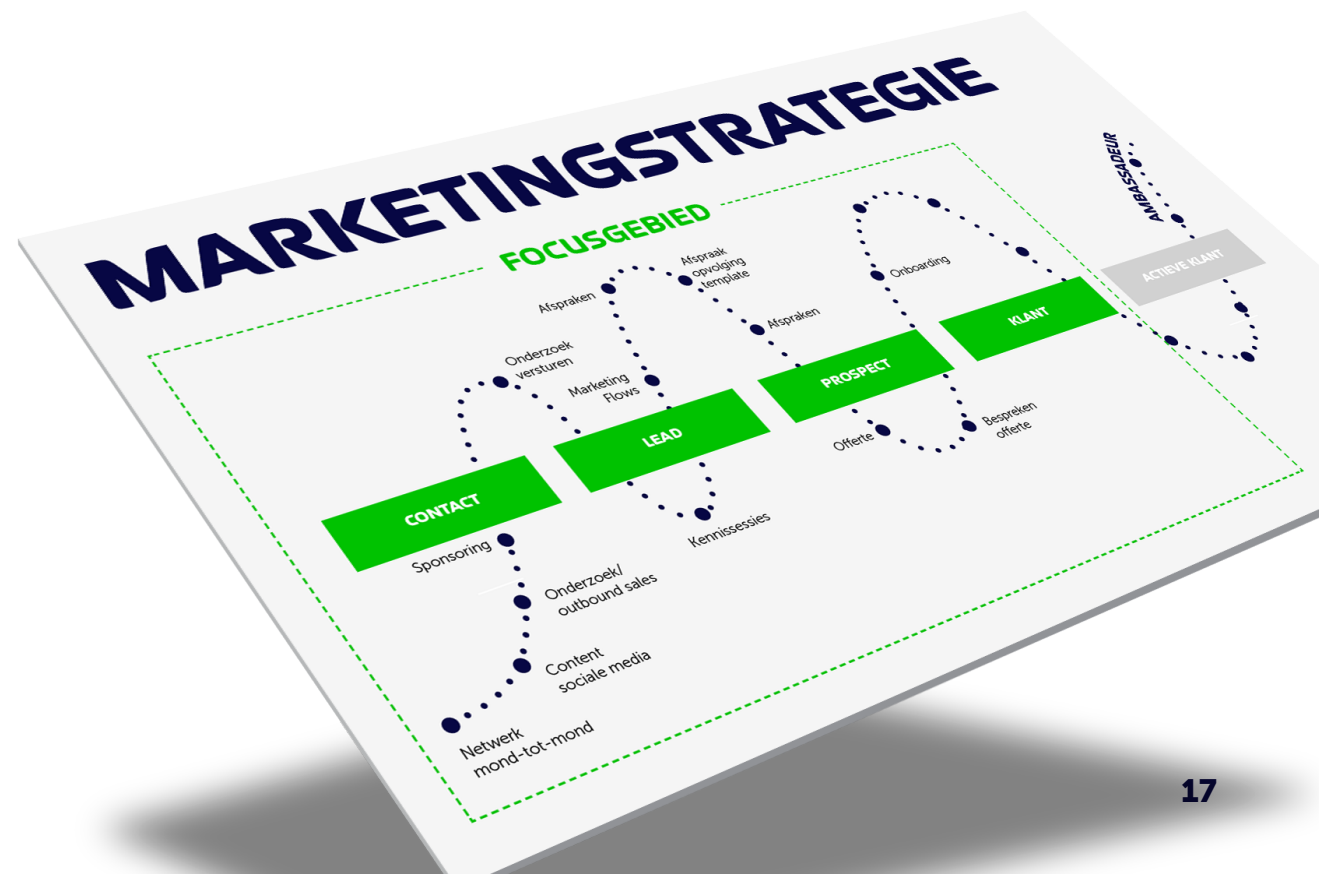 MARKETINGSTRATEGIE
FOCUSGEBIED
AMBASSADEUR
ACTIEVE KLANT
KLANT
PROSPECT
LEAD
CONTACT
Afspraak
opvolging
template
Afspraken
Afspraken
Onboarding
Onderzoek
versturen
Marketing
Flows
Offerte
Bespreken
offerte
Kennissessies
Sponsoring
Onderzoek/
outbound sales
Content
sociale media
Netwerk
mond-tot-mond
17